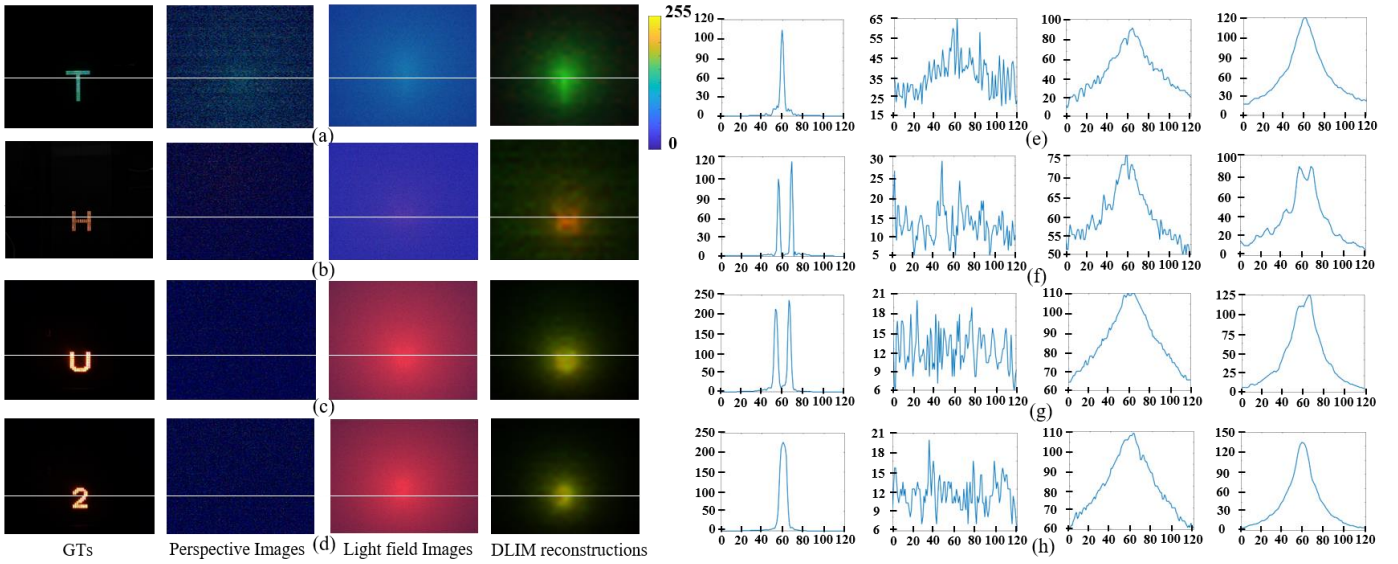 255
0
120 65 100 120
100 55 80 100
90 45 60 90
60 35 40 60
30 25 20 30
0 15 0 0
0 20 40 60 80 100 120 0 20 40 60 80 100 120 0 20 40 60 80 100 120 0 20 40 60 80 100 120
(a) (e)
120 30 75 100
100 25 70 80
90 20 65 60
60 15 60 40
30 10 55 20
0 5 50 0
0 20 40 60 80 100 120 0 20 40 60 80 100 120 0 20 40 60 80 100 120 0 20 40 60 80 100 120
(b) (f)
250 21 110 125
200 18 100 100
150 15 90 75
100 12 80 50
50 9 70 25
0 6 60 0
0 20 40 60 80 100 120 0 20 40 60 80 100 120 0 20 40 60 80 100 120 0 20 40 60 80 100 120
(c) (g)
250 21 110 150
200 18 100 120
150 15 90 90
100 12 80 60
50 9 70 30
0 6 60 0
0 20 40 60 80 100 120 0 20 40 60 80 100 120 0 20 40 60 80 100 120 0 20 40 60 80 100 120
(d) (h)
GTs Perspective Images Light field Images DLIM reconstructions
T
H
U
2